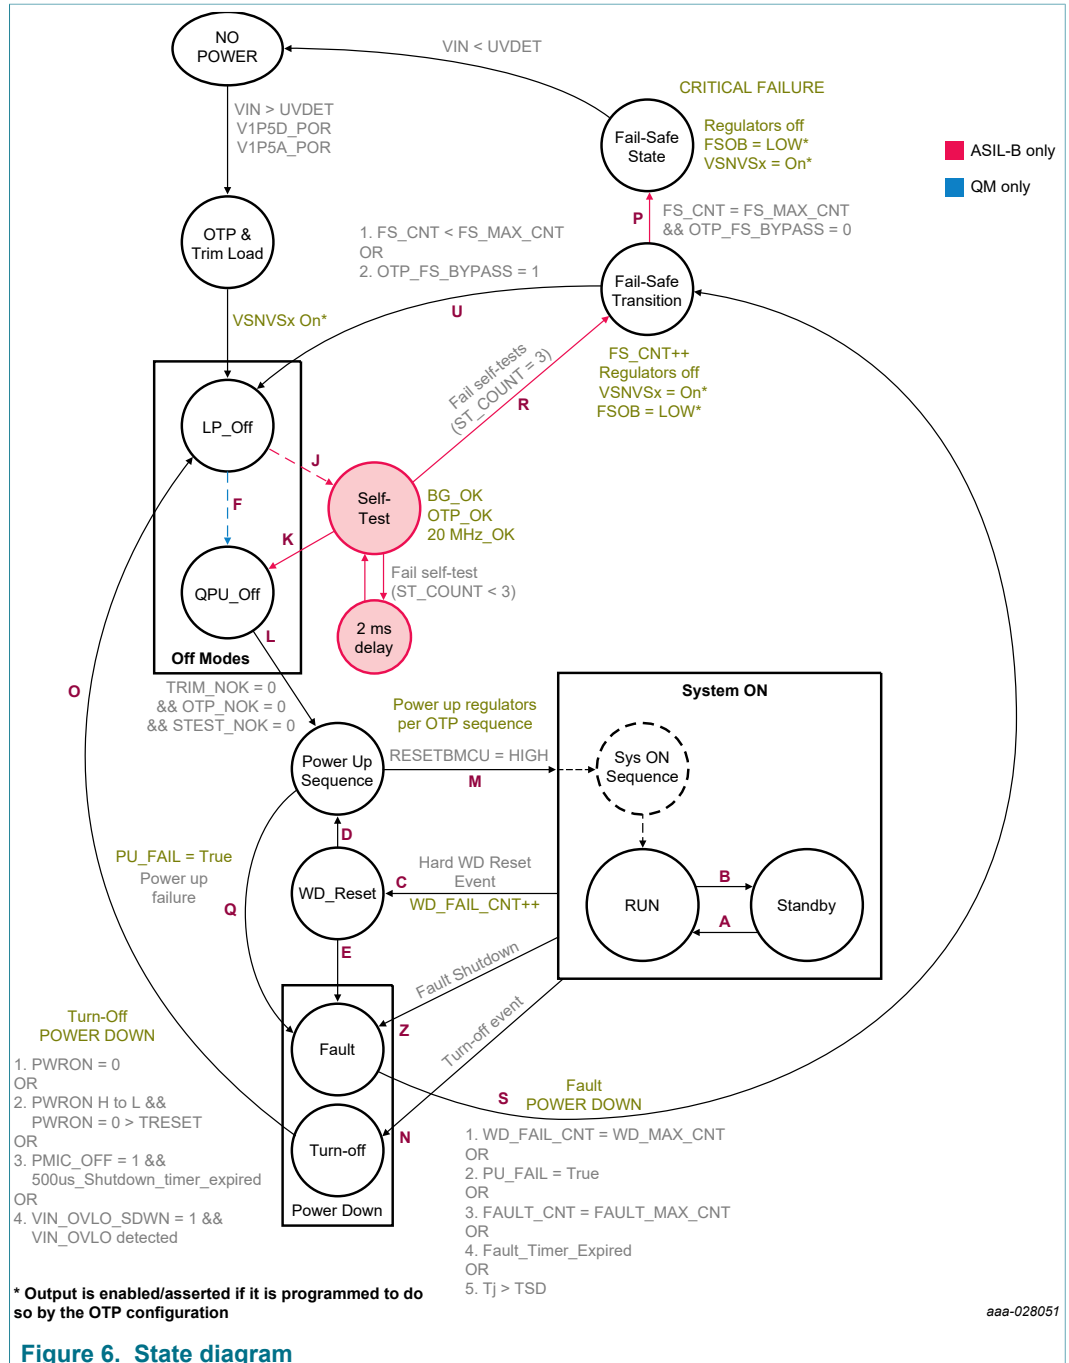 NO
POWER
VIN < UVDET
VIN > UVDET
V1P5D_POR
V1P5A_POR
CRITICAL FAILURE
Fail-Safe
State
Regulators off
FSOB = LOW*
VSNVSx = On*
ASIL-B only
QM only
P
FS_CNT = FS_MAX_CNT
&& OTP_FS_BYPASS = 0
OTP &
Trim Load
1. FS_CNT < FS_MAX_CNT
OR
2. OTP_FS_BYPASS = 1
Fail-Safe
Transition
U
VSNVSx On*
FS_CNT++
Regulators off
VSNVSx = On*
FSOB = LOW*
Fail self-tests
(ST_COUNT = 3)
R
LP_Off
J
F
Self-
Test
BG_OK
OTP_OK
20 MHz_OK
K
QPU_Off
Fail self-test
(ST_COUNT < 3)
2 ms
delay
L
Off Modes
O
TRIM_NOK = 0
&& OTP_NOK = 0
&& STEST_NOK = 0
Power up regulators
per OTP sequence
System ON
Power Up
Sequence
RESETBMCU = HIGH
M
Sys ON
Sequence
D
PU_FAIL = True
Power up
failure
Q
WD_Reset
C
Hard WD Reset
Event
WD_FAIL_CNT++
RUN
B
A
Standby
E
Fault Shutdown
Z
Turn-off event
Fault
Turn-Off
POWER DOWN
1. PWRON = 0
OR
2. PWRON H to L &&
PWRON = 0 > TRESET
OR
3. PMIC_OFF = 1 &&
500us_Shutdown_timer_expired
OR
4. VIN_OVLO_SDWN = 1 &&
VIN_OVLO detected
S
Fault
POWER DOWN
N
Turn-off
Power Down
1. WD_FAIL_CNT = WD_MAX_CNT
OR
2. PU_FAIL = True
OR
3. FAULT_CNT = FAULT_MAX_CNT
OR
4. Fault_Timer_Expired
OR
5. Tj > TSD
* Output is enabled/asserted if it is programmed to do
so by the OTP configuration
aaa-028051
Figure 6. State diagram